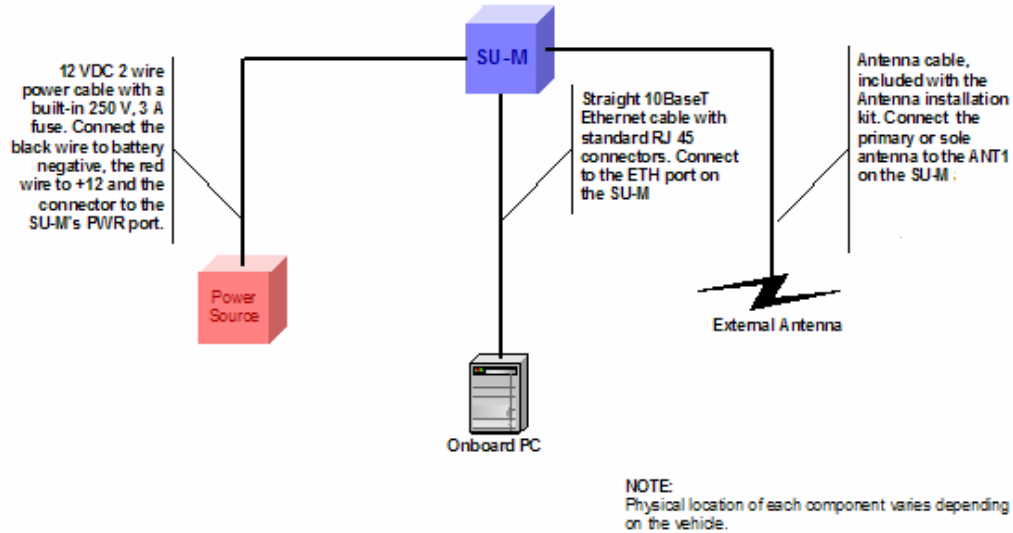 SU-M
12 VDC 2 wire
power cable with a
built-in 250 V, 3 A
fuse. Connect the
black wire to battery
negative, the red
wire to +12 and the
connector to the
SU-M's PWR port.
Straight 10BaseT
Ethernet cable with
standard RJ 45
connectors. Connect
to the ETH port on
the SU-M
Antenna cable,
included with the
Antenna installation
kit. Connect the
primary or sole
antenna to the ANT1
on the SU-M.
Power
Source
External Antenna
Onboard PC
NOTE:
Physical location of each component varies depending
on the vehicle.